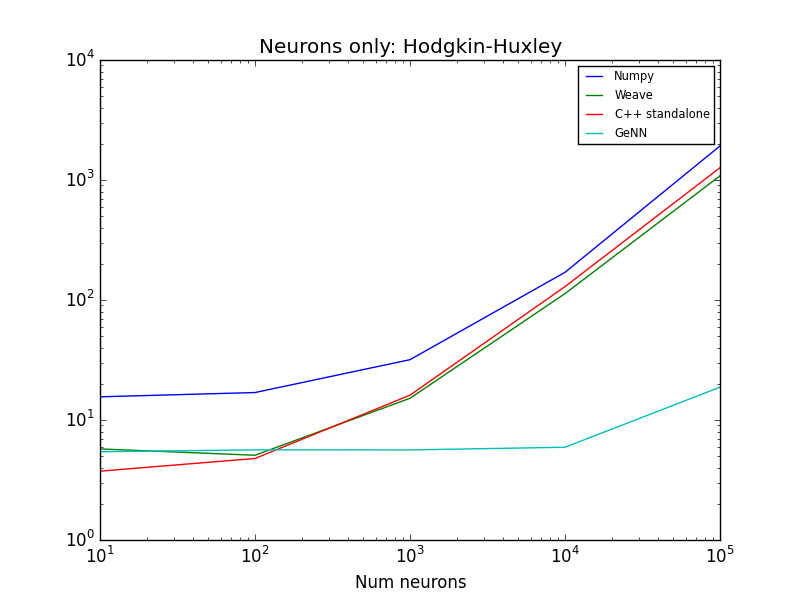 Neurons only: Hodgkin-Huxley
10^4
10^3
10^2
10^1
10^0
Numpy
Weave
C++ standalone
GeNN
10^1 10^2 10^3 10^4 10^5
Num neurons